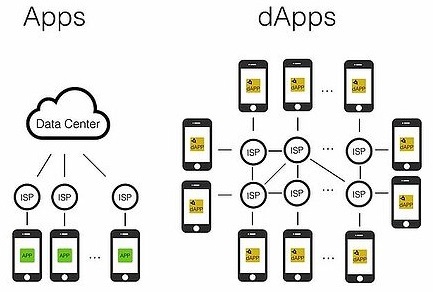 Apps
dApps
Data Center
ISP ISP ISP
APP APP ... APP
dAPP dAPP ... dAPP
dAPP ISP ISP ... ISP dAPP
dAPP ISP ISP ... ISP dAPP
dAPP dAPP ... dAPP